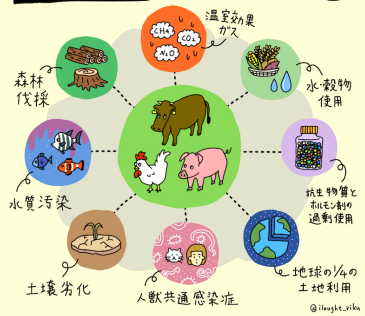 温室効果
ガス
CH4
CO2
N2O
森林
伐採
水・穀物
使用
水質汚染
抗生物質と
ホルモン剤の
過剰使用
土壌劣化
人獣共通感染症
地球の1/4の
土地利用
@ilaught_rika